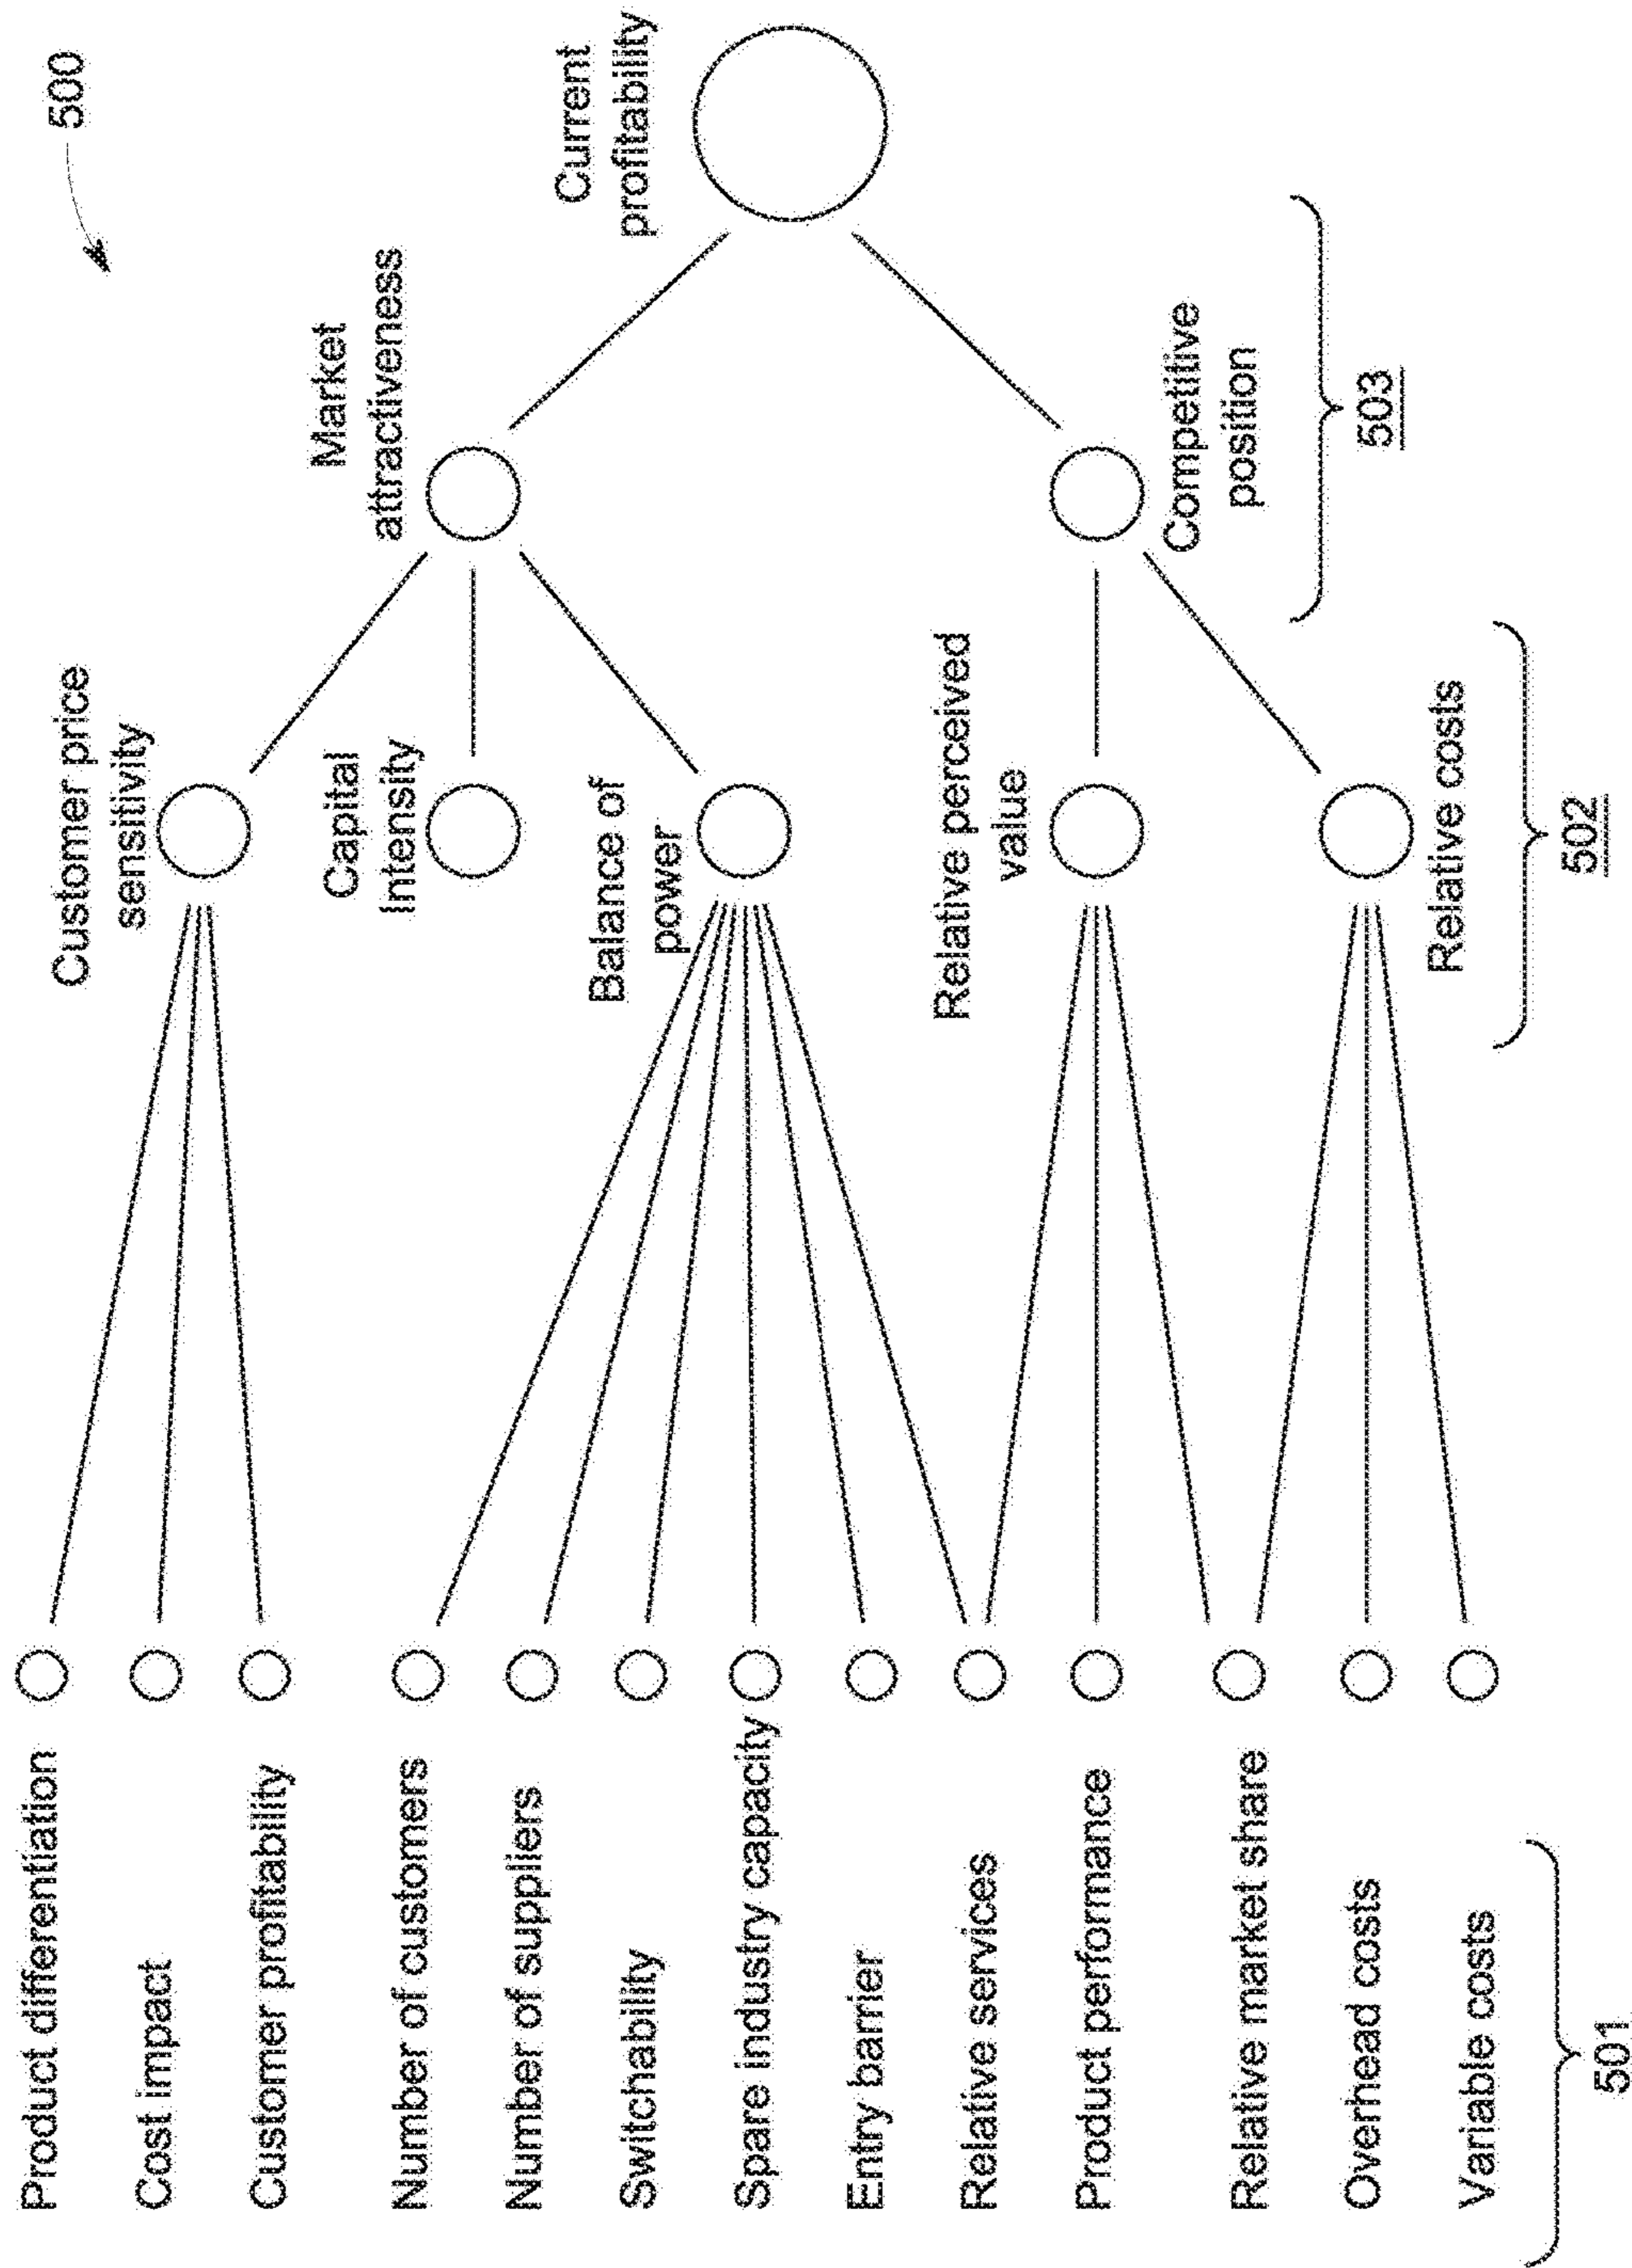 500
Product differentiation
Cost impact
Customer profitability
Number of customers
Number of suppliers
Switchability
Spare industry capacity
Entry barrier
Relative services
Product performance
Relative market share
Overhead costs
Variable costs
501
Customer price
sensitivity
Capital
Intensity
Balance of
power
Relative perceived
value
Relative costs
502
Market
attractiveness
Competitive
position
503
Current
profitability